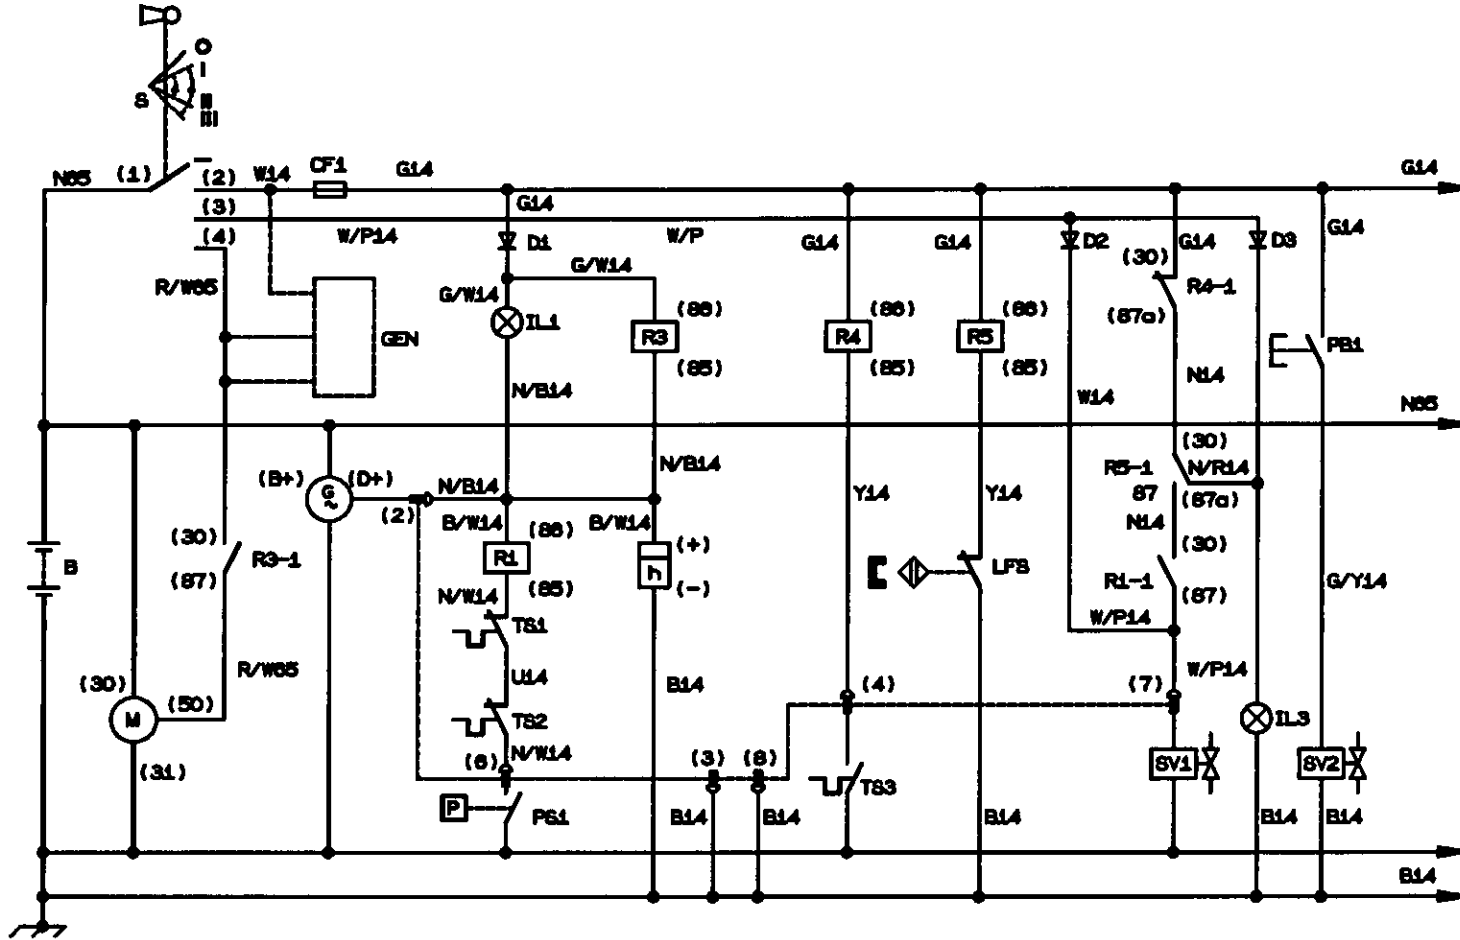 O
I
S
II
III
N65 (1) (2) W14 CF1 G14 G14
(3) G14
(4) W/P14 D1 W/P G14 G14 D2 G14 D3 G14
G/W14 (30)
R/W65 G/W14 R4-1
(86) (86) (86)
IL1 (87a)
GEN R3 R4 R5 PB1
(85) (85) (85)
N/B14 W14 N14 N65
(30)
N/B14 R5-1 N/R14
(B+) G (D+) N/B14 Y14 Y14 87 (87a)
~ (2)
B/W14 B/W14 N14
(30) (86) (+) (30)
B R3-1 R1 h LFS R1-1 G/Y14
(87) (85) (-) (87)
N/W14
TS1 W/P14
R/W65 U14 B14 (4) (7) W/P14
(30) (50)
M TS2 IL3
N/W14
(31) (6) (3) (8) SV1 SV2
TS3
P PS1 B14 B14 B14 B14 B14
B14